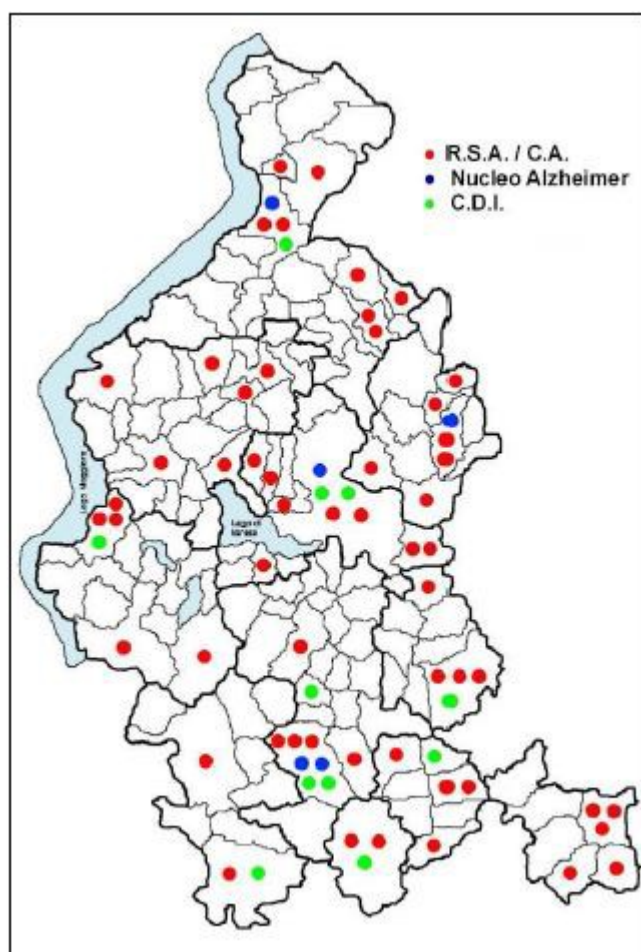 R.S.A. / C.A.
Nucleo Alzheimer
C.D.I.
Lago Maggiore
Lago di
Varese